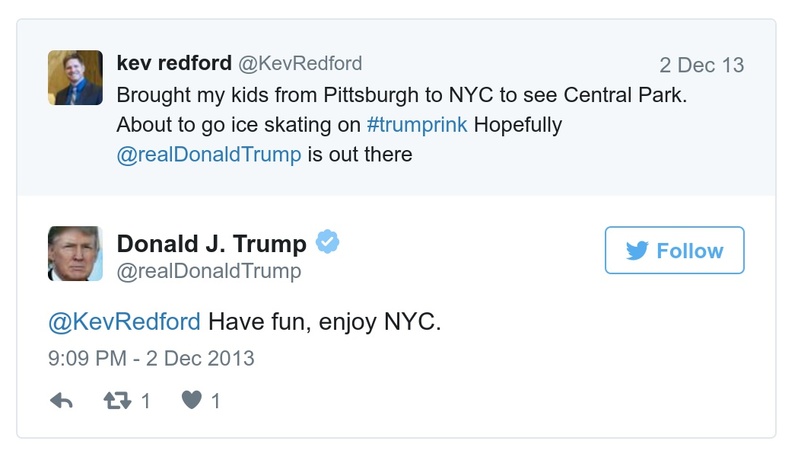 kev redford @KevRedford 2 Dec 13
Brought my kids from Pittsburgh to NYC to see Central Park.
About to go ice skating on #trumprink Hopefully
@realDonaldTrump is out there
Donald J. Trump
@realDonaldTrump
Follow
@KevRedford Have fun, enjoy NYC.
9:09 PM - 2 Dec 2013
1 1